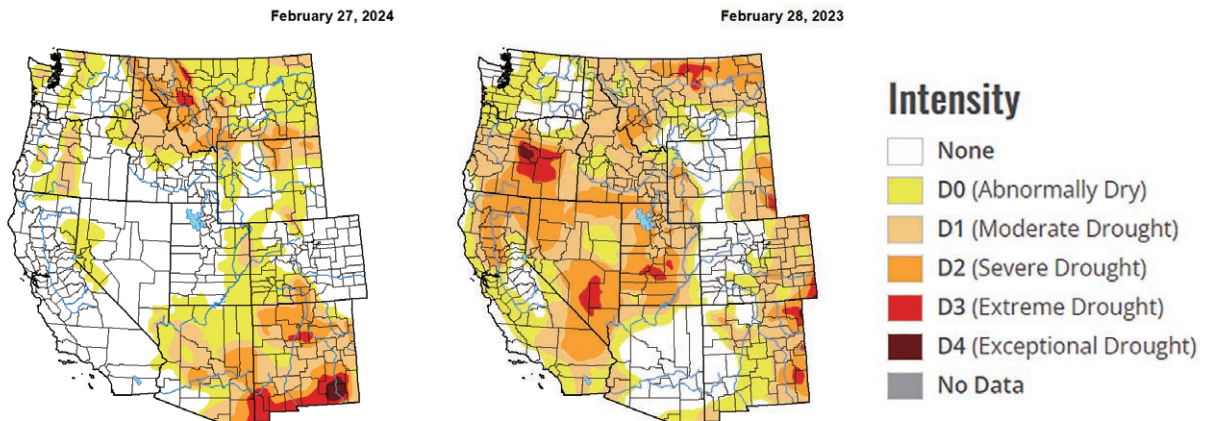 February 27, 2024
February 28, 2023
Intensity
None
D0 (Abnormally Dry)
D1 (Moderate Drought)
D2 (Severe Drought)
D3 (Extreme Drought)
D4 (Exceptional Drought)
No Data